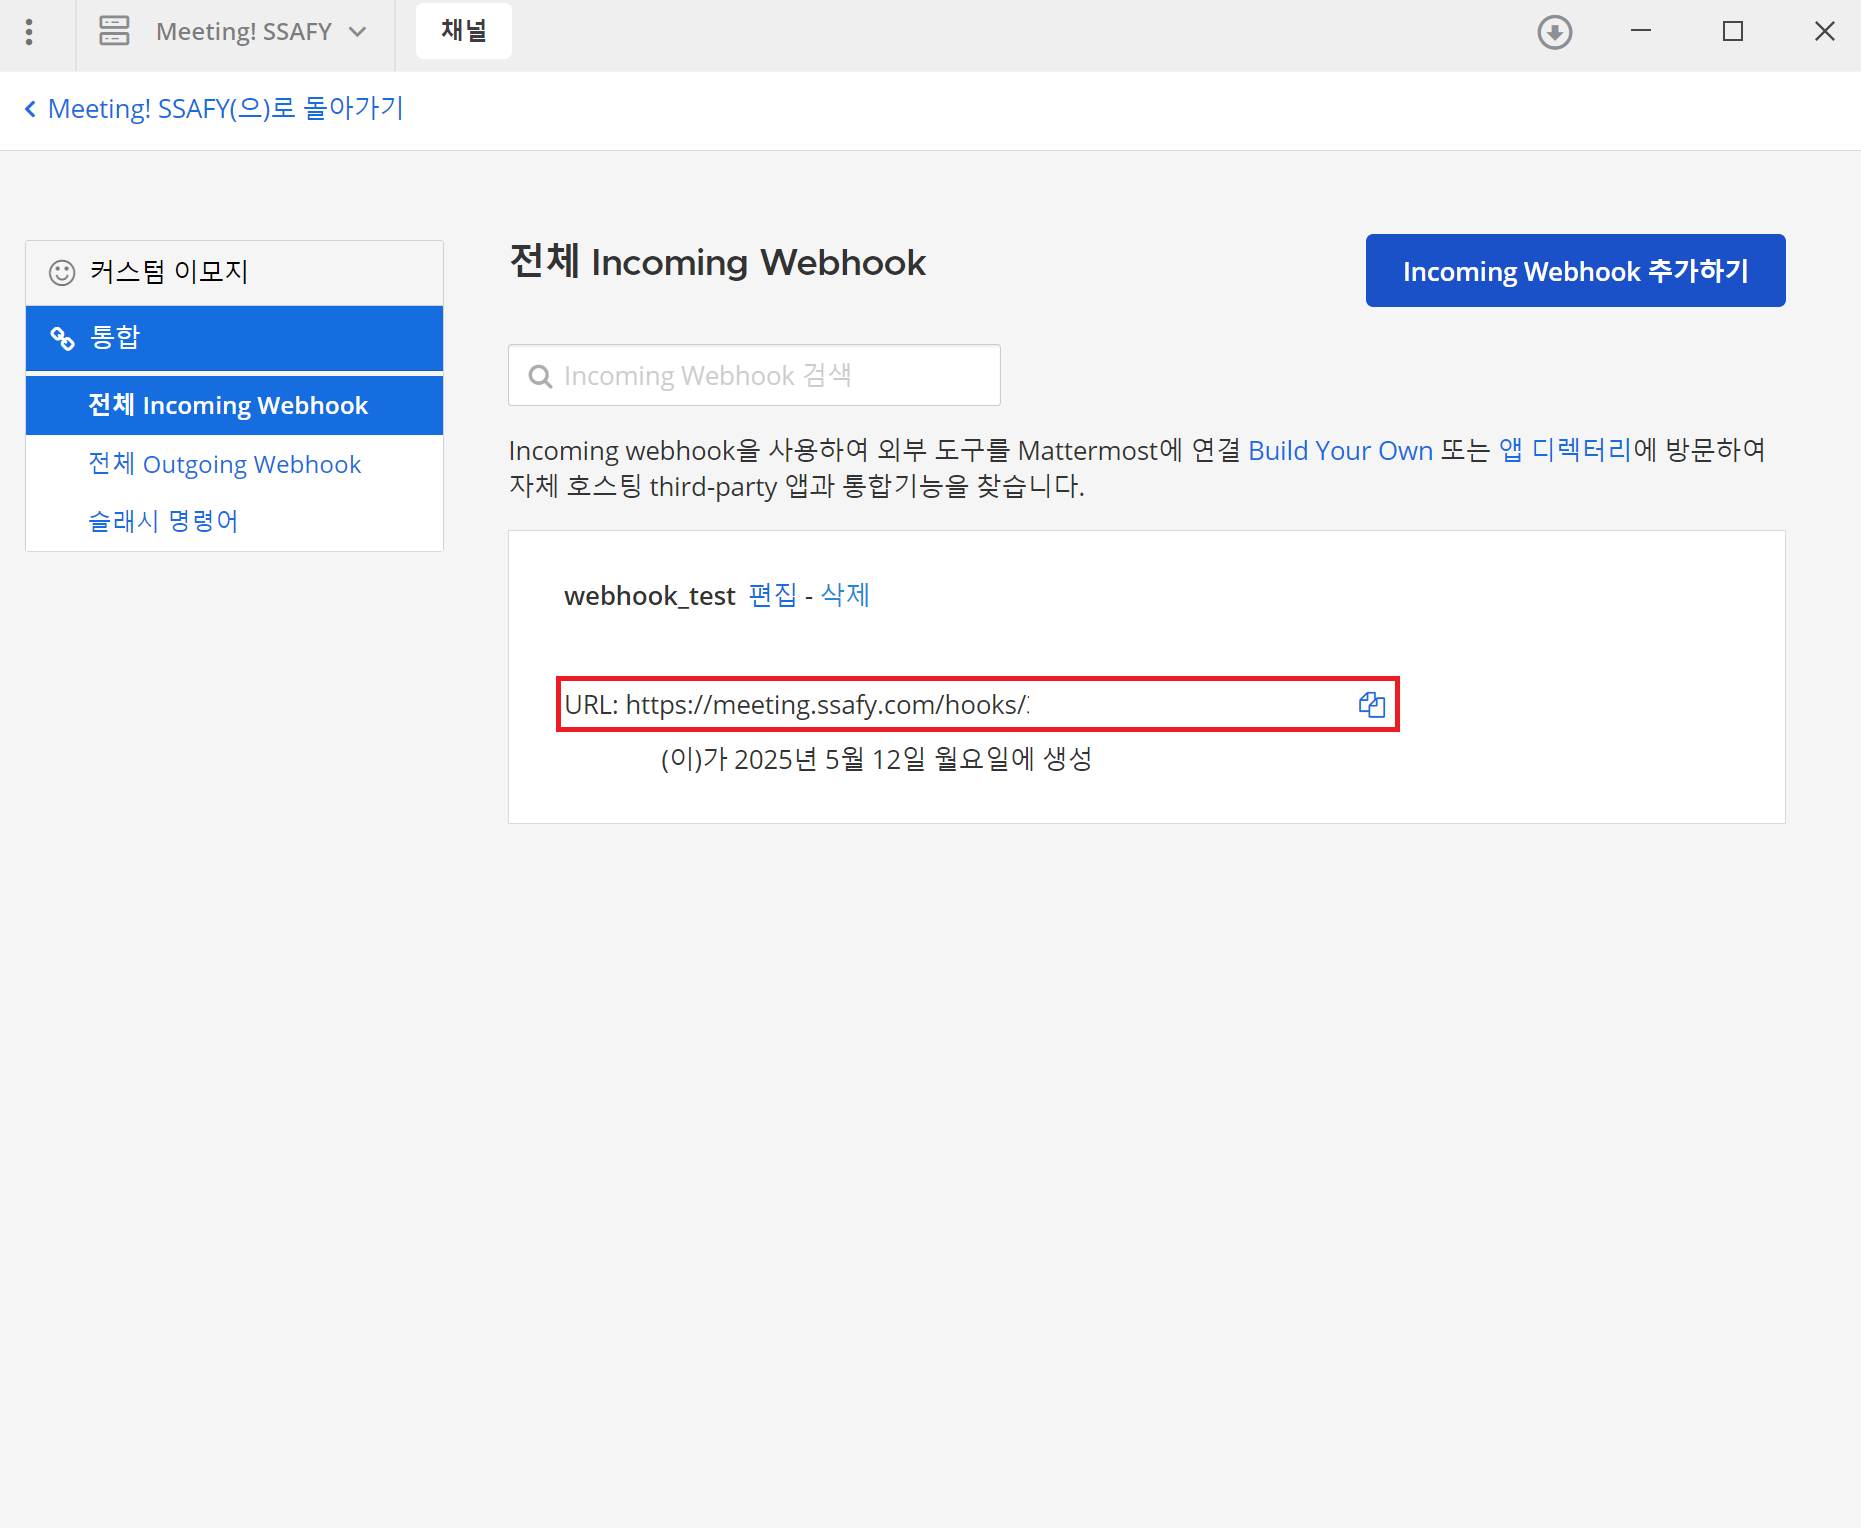 Meeting! SSAFY
채널
Meeting! SSAFY(으)로 돌아가기
커스텀 이모지
통합
전체 Incoming Webhook
전체 Outgoing Webhook
슬래시 명령어
전체 Incoming Webhook
Incoming Webhook 추가하기
Incoming Webhook 검색
Incoming webhook을 사용하여 외부 도구를 Mattermost에 연결 Build Your Own 또는 앱 디렉터리에 방문하여
자체 호스팅 third-party 앱과 통합기능을 찾습니다.
webhook_test 편집 - 삭제
URL: https://meeting.ssafy.com/hooks/
(이)가 2025년 5월 12일 월요일에 생성